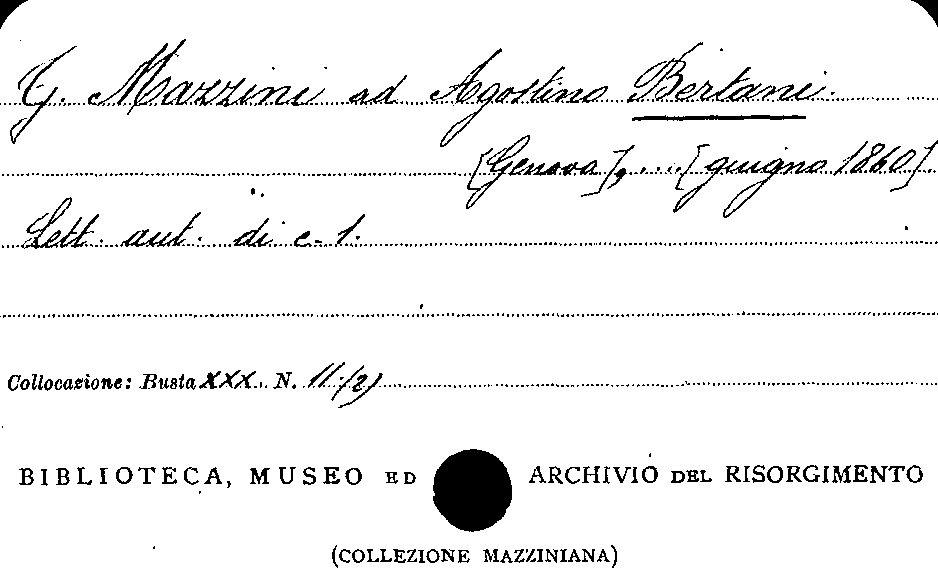 G. Mazzini ad Agostino Bertani.
[Genova], .... [giugno 1860].
Lett. aut. di c. 1.
Collocazione: Busta XXX. N. 11(2)
BIBLIOTECA, MUSEO ED ARCHIVIO DEL RISORGIMENTO
(COLLEZIONE MAZZINIANA)